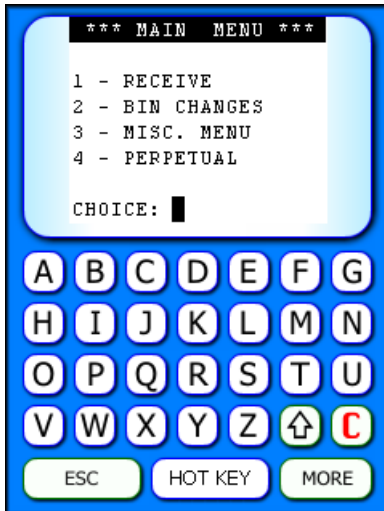 *** MAIN MENU ***
1 - RECEIVE
2 - BIN CHANGES
3 - MISC. MENU
4 - PERPETUAL
CHOICE:
A B C D E F G
H I J K L M N
O P Q R S T U
V W X Y Z C
ESC HOT KEY MORE